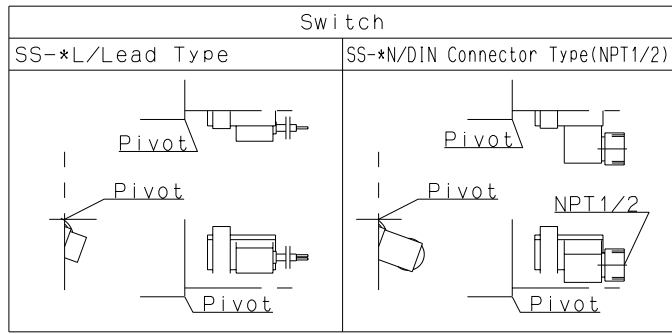 Switch
SS-*L/Lead Type
SS-*N/DIN Connector Type(NPT1/2)
Pivot
Pivot
Pivot
Pivot
NPT1/2
Pivot
Pivot